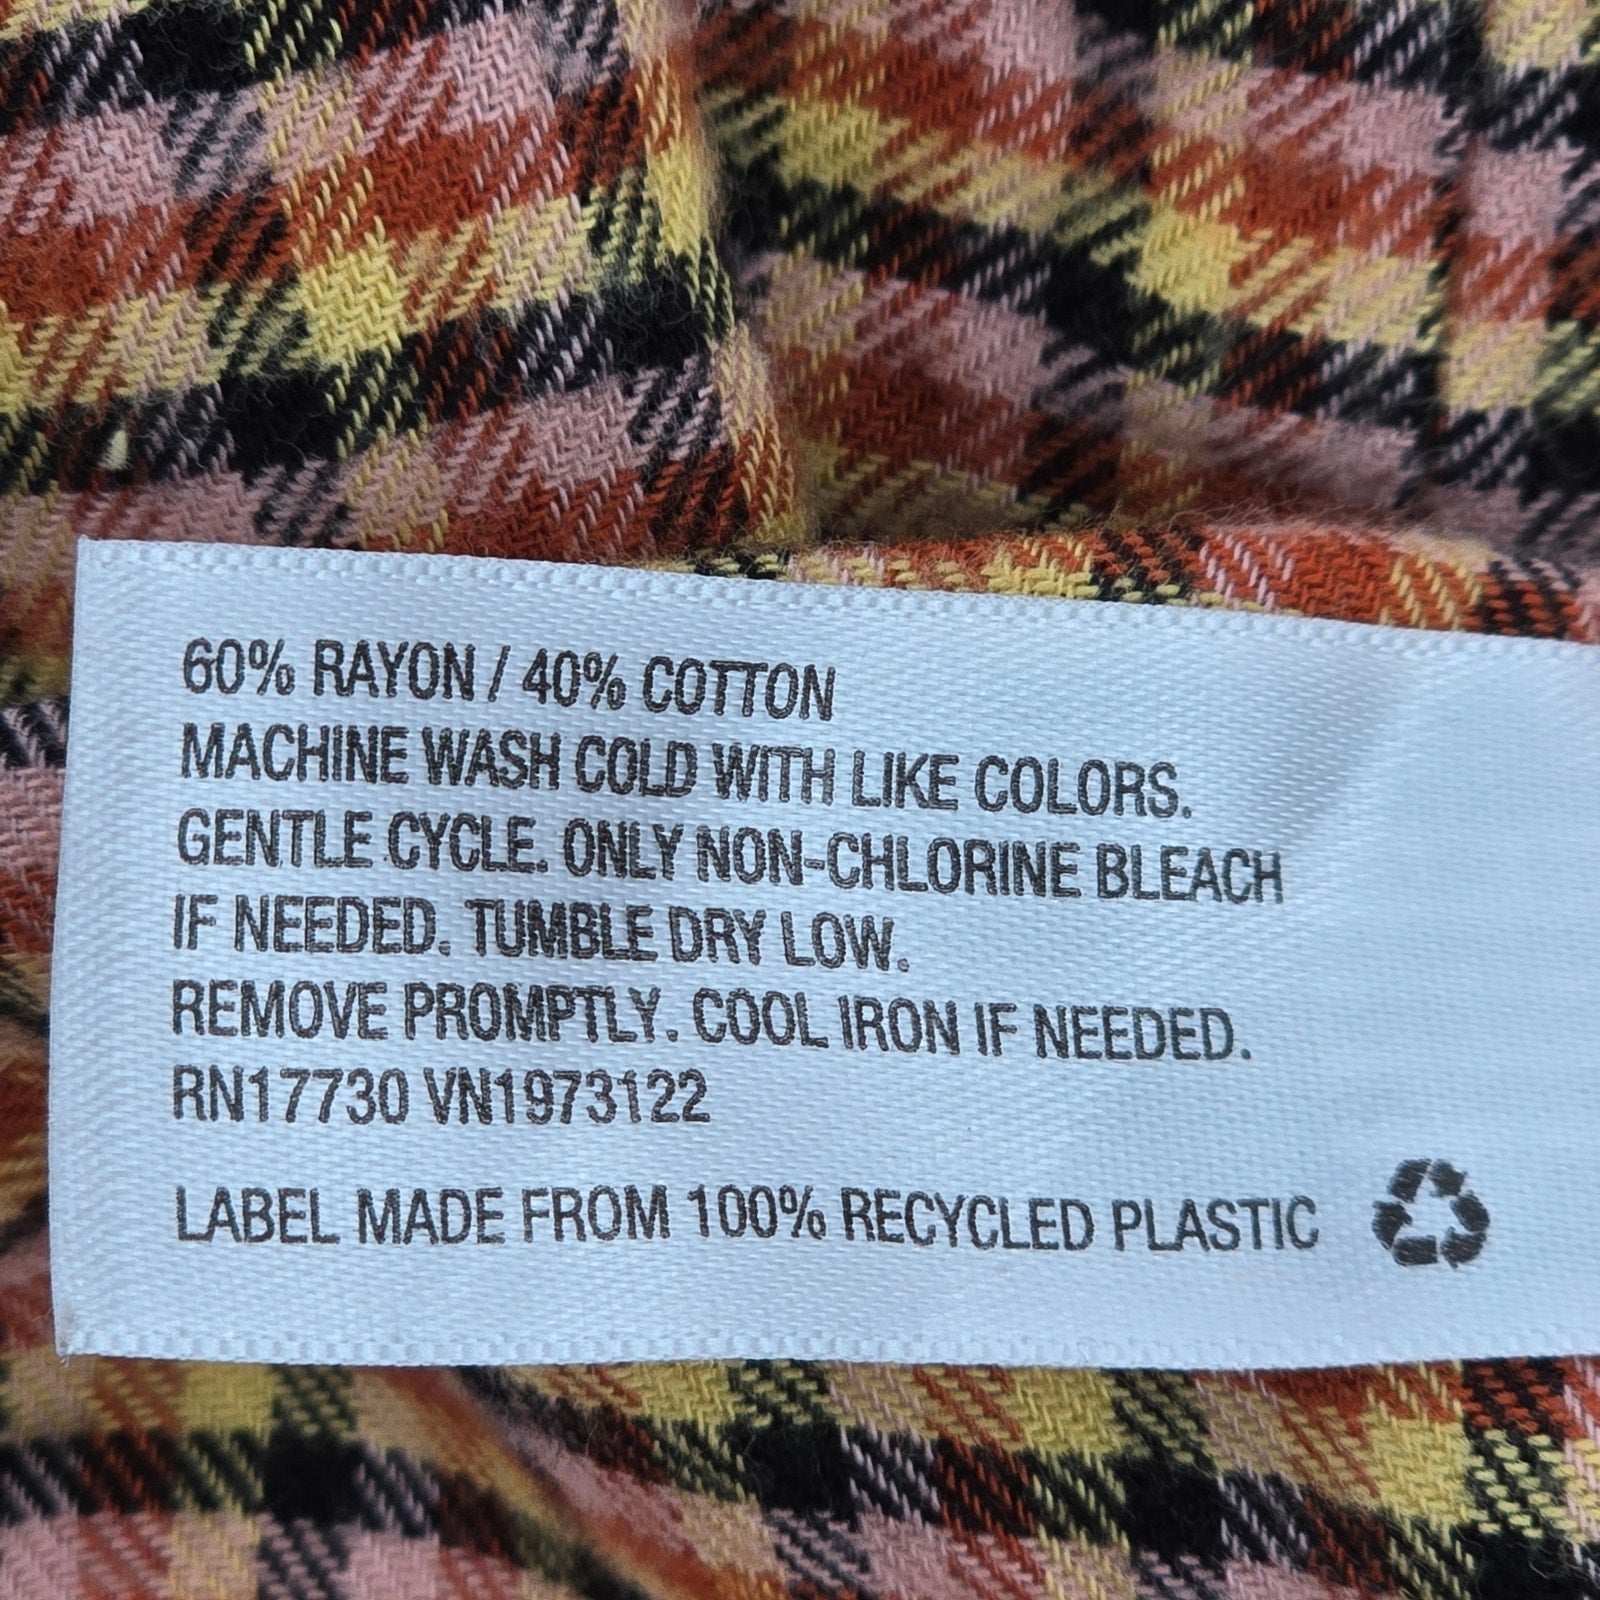 60% RAYON / 40% COTTON
MACHINE WASH COLD WITH LIKE COLORS.
GENTLE CYCLE. ONLY NON-CHLORINE BLEACH
IF NEEDED. TUMBLE DRY LOW.
REMOVE PROMPTLY. COOL IRON IF NEEDED.
RN17730 VN1973122
LABEL MADE FROM 100% RECYCLED PLASTIC